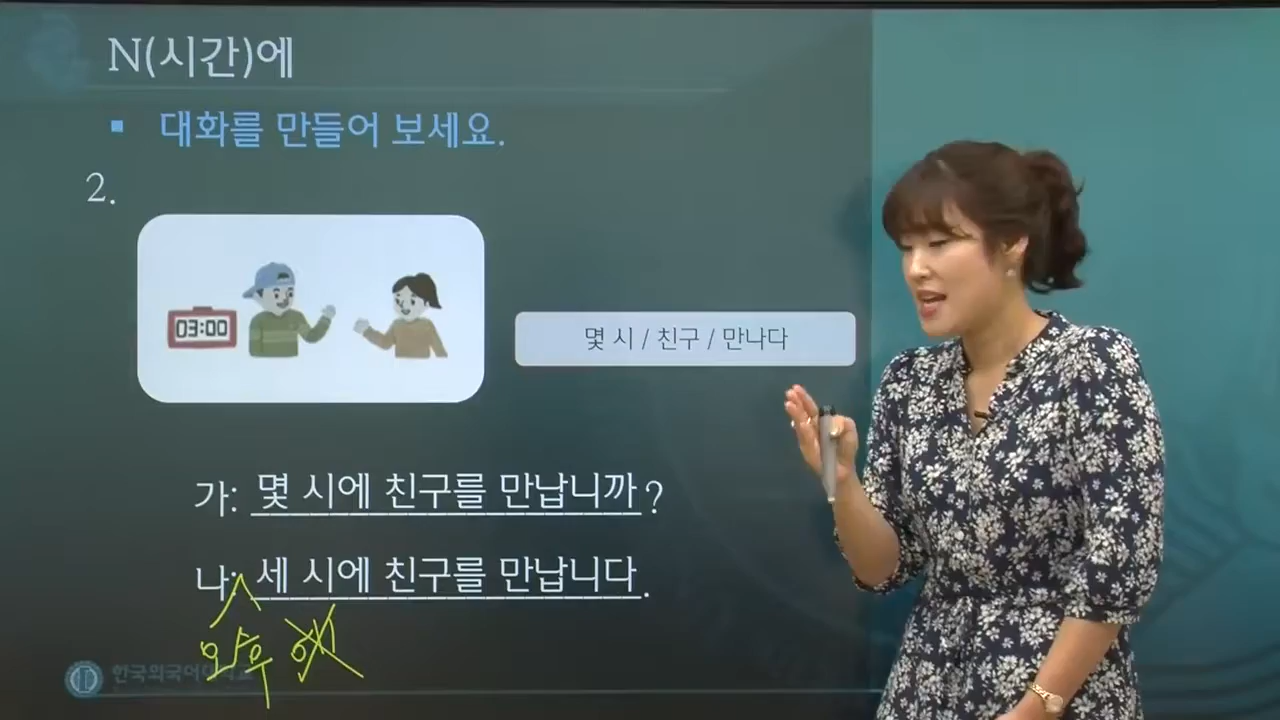 N(시간)에
▪ 대화를 만들어 보세요.
2.
03:00
몇 시 / 친구 / 만나다
가: 몇 시에 친구를 만납니까?
나: 세 시에 친구를 만납니다.
오후 에
한국외국어대학교